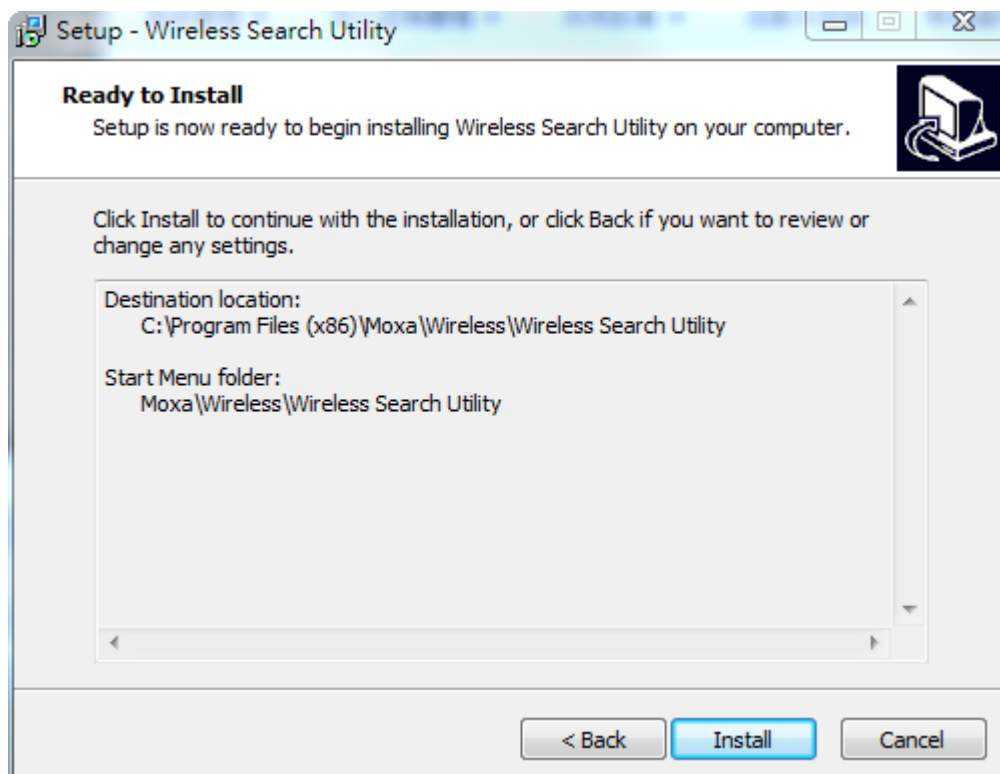 Setup - Wireless Search Utility
Ready to Install
Setup is now ready to begin installing Wireless Search Utility on your computer.
Click Install to continue with the installation, or click Back if you want to review or
change any settings.
Destination location:
C:\Program Files (x86)\Moxa\Wireless\Wireless Search Utility
Start Menu folder:
Moxa\Wireless\Wireless Search Utility
< Back
Install
Cancel